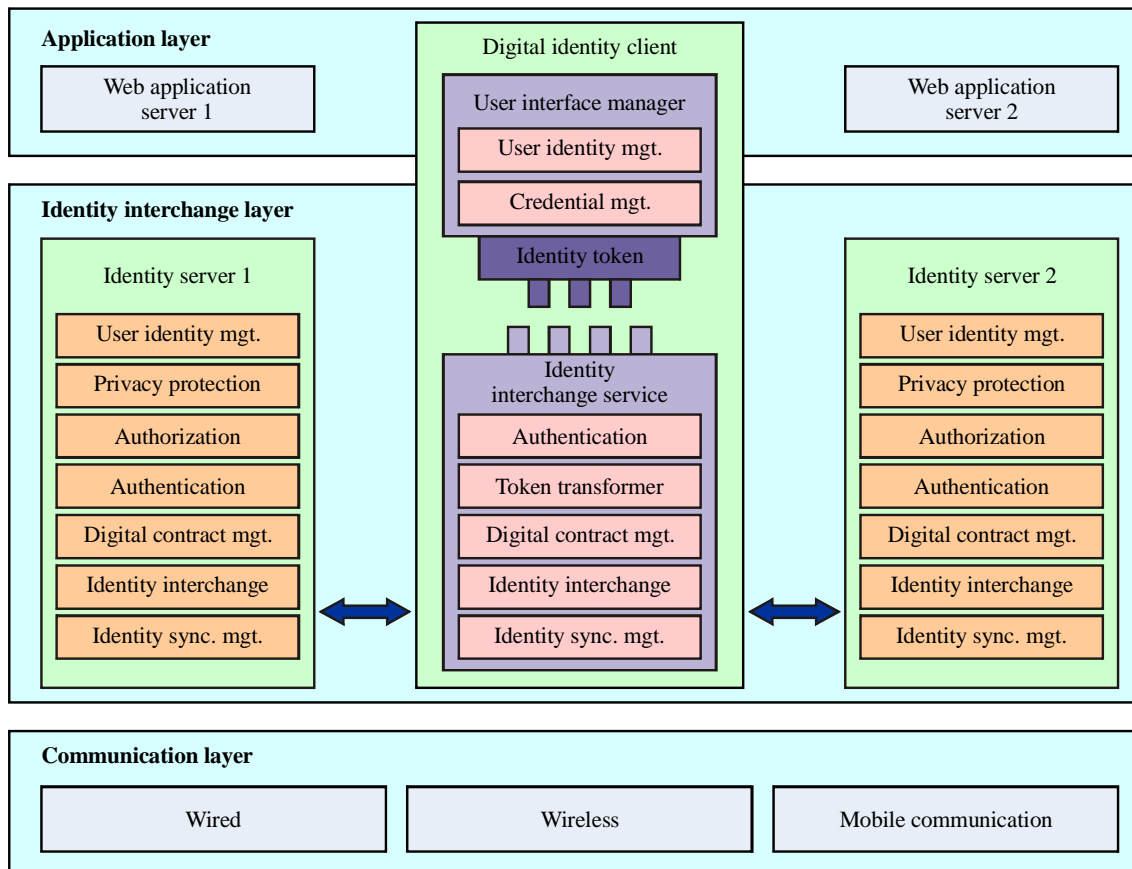 Application layer
Web application
server 1
Digital identity client
User interface manager
User identity mgt.
Credential mgt.
Identity token
Web application
server 2
Identity interchange layer
Identity server 1
User identity mgt.
Privacy protection
Authorization
Authentication
Digital contract mgt.
Identity interchange
Identity sync. mgt.
Identity
interchange service
Authentication
Token transformer
Digital contract mgt.
Identity interchange
Identity sync. mgt.
Identity server 2
User identity mgt.
Privacy protection
Authorization
Authentication
Digital contract mgt.
Identity interchange
Identity sync. mgt.
Communication layer
Wired
Wireless
Mobile communication